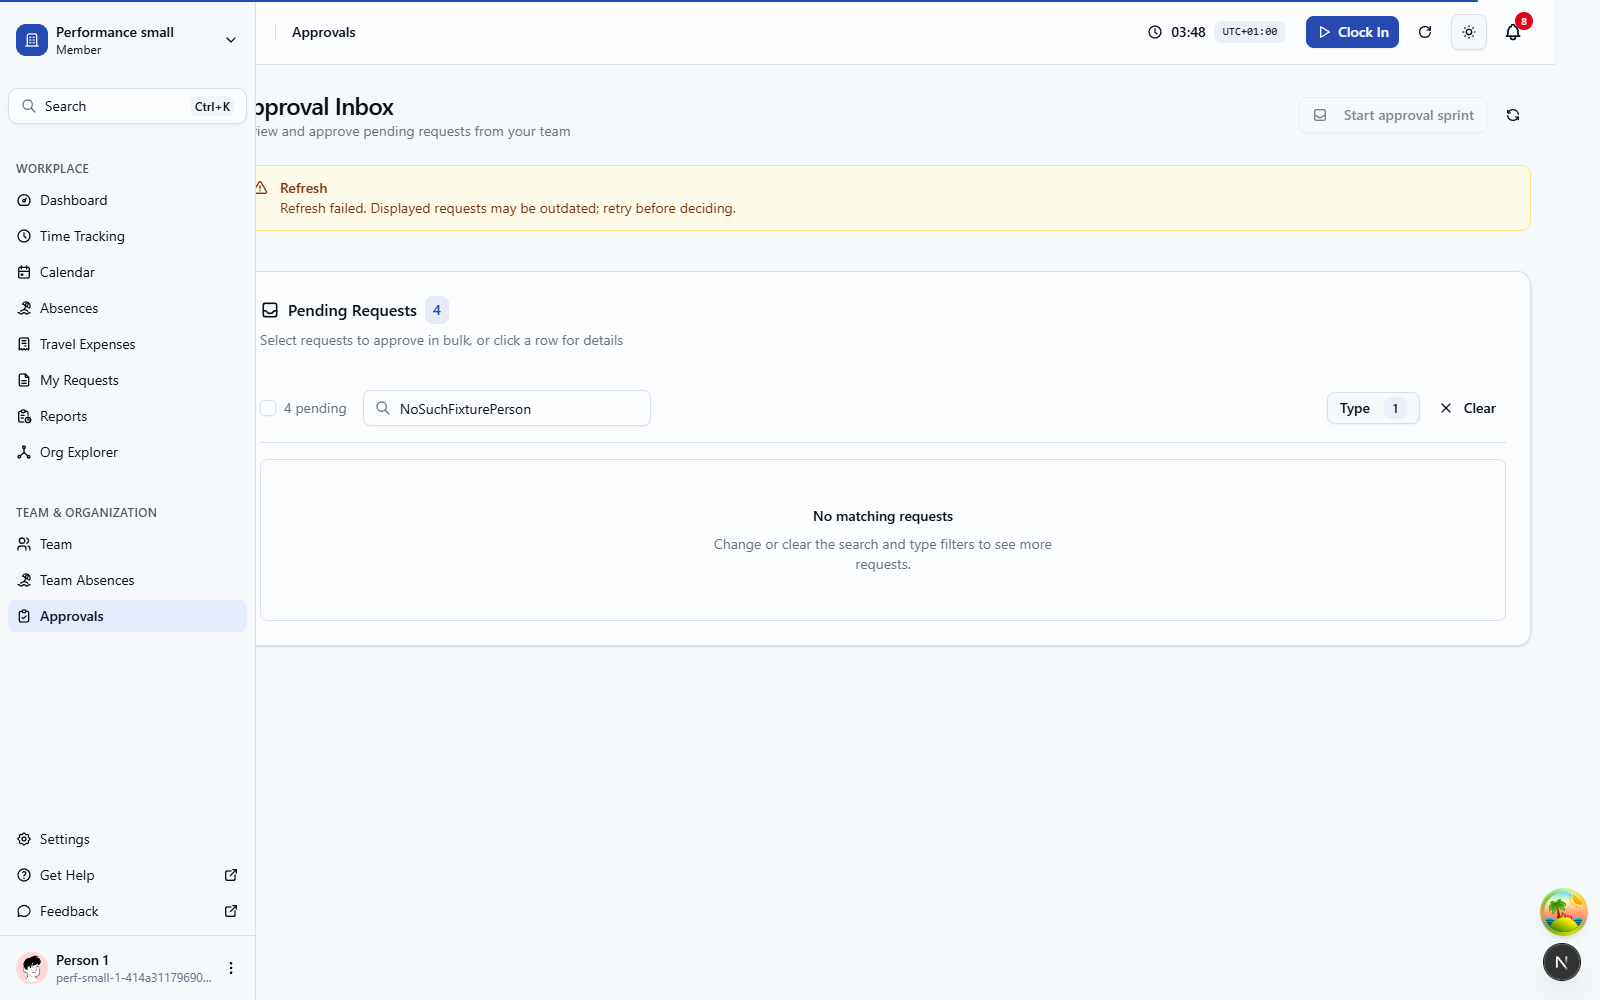 Performance small
Member
Search
Ctrl+K
WORKPLACE
Dashboard
Time Tracking
Calendar
Absences
Travel Expenses
My Requests
Reports
Org Explorer
TEAM & ORGANIZATION
Team
Team Absences
Approvals
Settings
Get Help
Feedback
Person 1
perf-small-1-414a31179690...
Approvals
03:48
UTC+01:00
Clock In
8
pproval Inbox
iew and approve pending requests from your team
Start approval sprint
Refresh
Refresh failed. Displayed requests may be outdated; retry before deciding.
Pending Requests 4
Select requests to approve in bulk, or click a row for details
4 pending
NoSuchFixturePerson
Type 1
Clear
No matching requests
Change or clear the search and type filters to see more
requests.
N